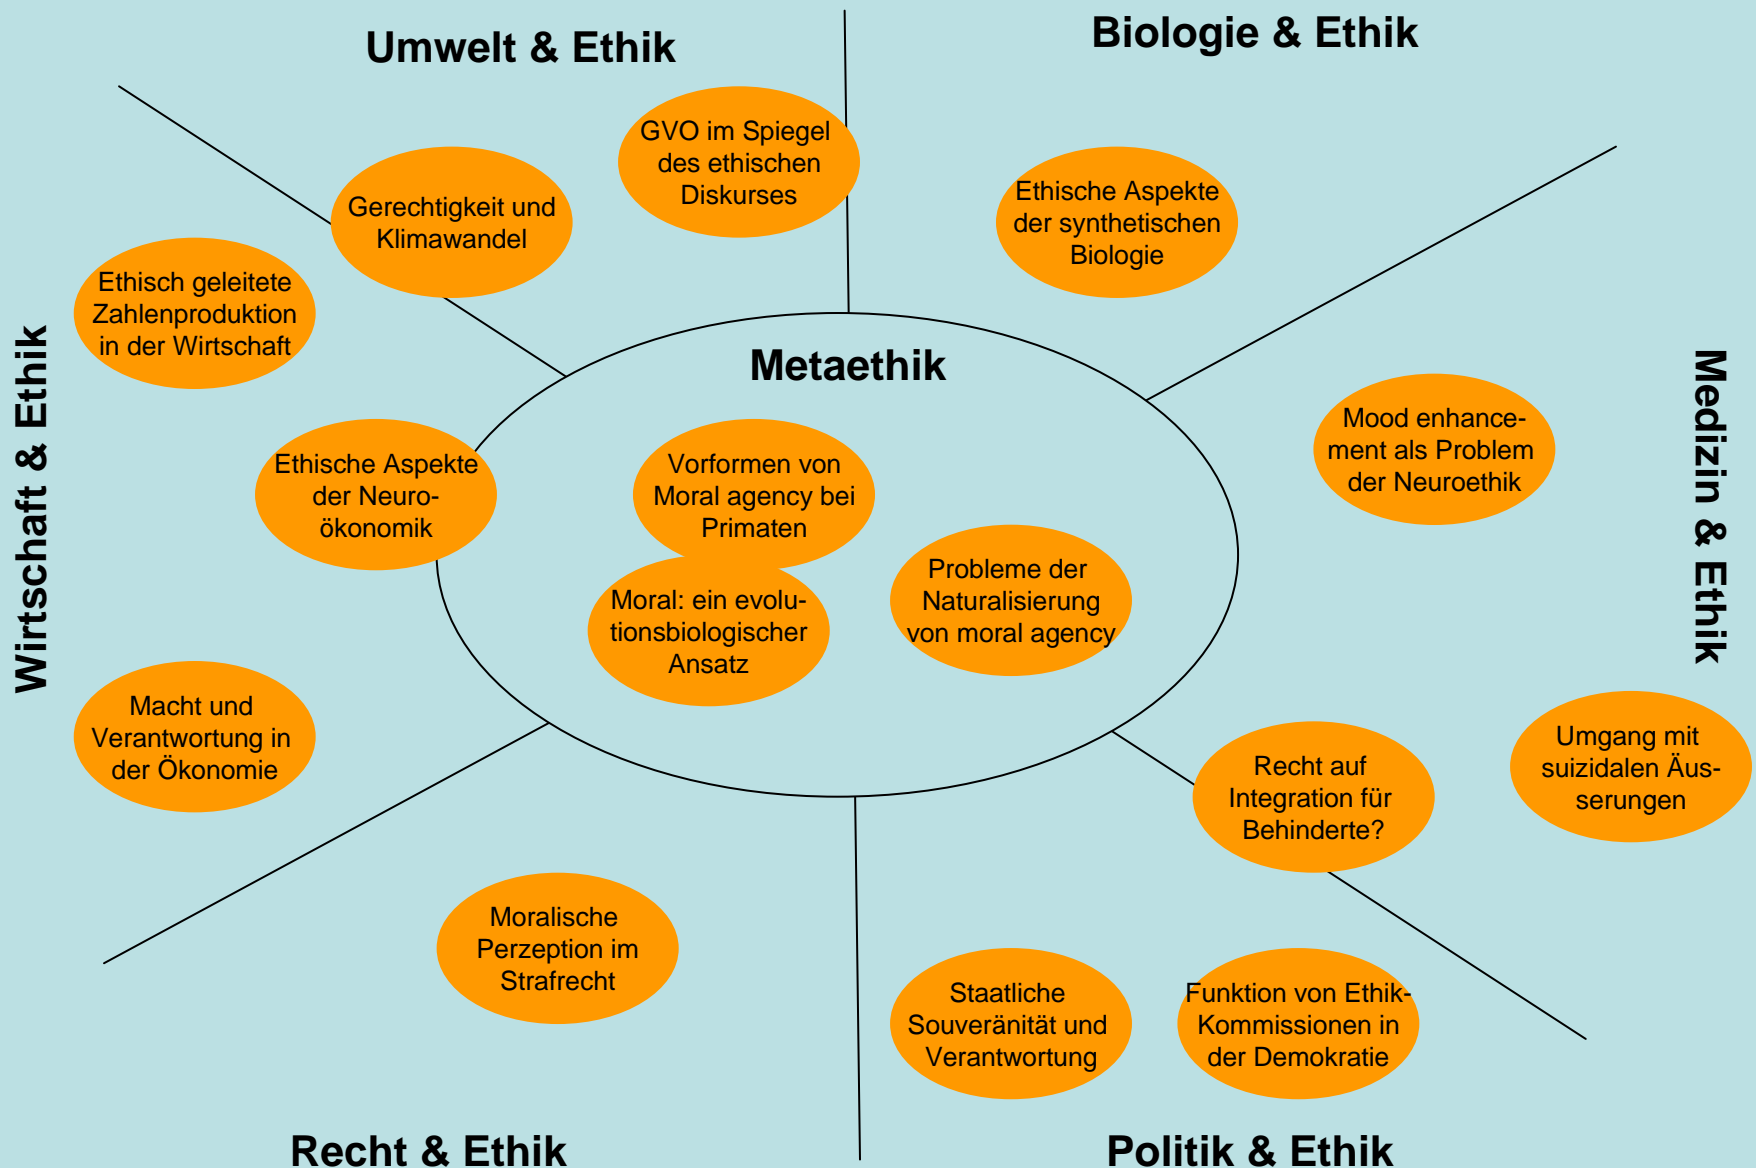 Umwelt & Ethik
Biologie & Ethik
GVO im Spiegel
des ethischen
Diskurses
Gerechtigkeit und
Klimawandel
Ethische Aspekte
der synthetischen
Biologie
Ethisch geleitete
Zahlenproduktion
in der Wirtschaft
Wirtschaft & Ethik
Metaethik
Medizin & Ethik
Mood enhance-
ment als Problem
der Neuroethik
Ethische Aspekte
der Neuro-
ökonomik
Vorformen von
Moral agency bei
Primaten
Probleme der
Naturalisierung
von moral agency
Moral: ein evolu-
tionsbiologischer
Ansatz
Macht und
Verantwortung in
der Ökonomie
Recht auf
Integration für
Behinderte?
Umgang mit
suizidalen Äus-
serungen
Moralische
Perzeption im
Strafrecht
Staatliche
Souveränität und
Verantwortung
Funktion von Ethik-
Kommissionen in
der Demokratie
Recht & Ethik
Politik & Ethik